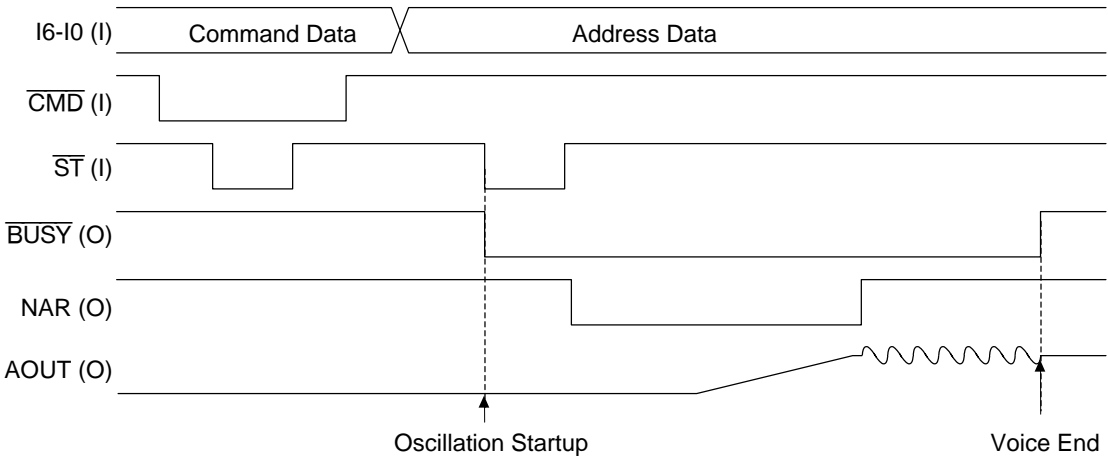 I6-I0 (I) Command Data Address Data
CMD (I)
ST (I)
BUSY (O)
NAR (O)
AOUT (O)
Oscillation Startup Voice End